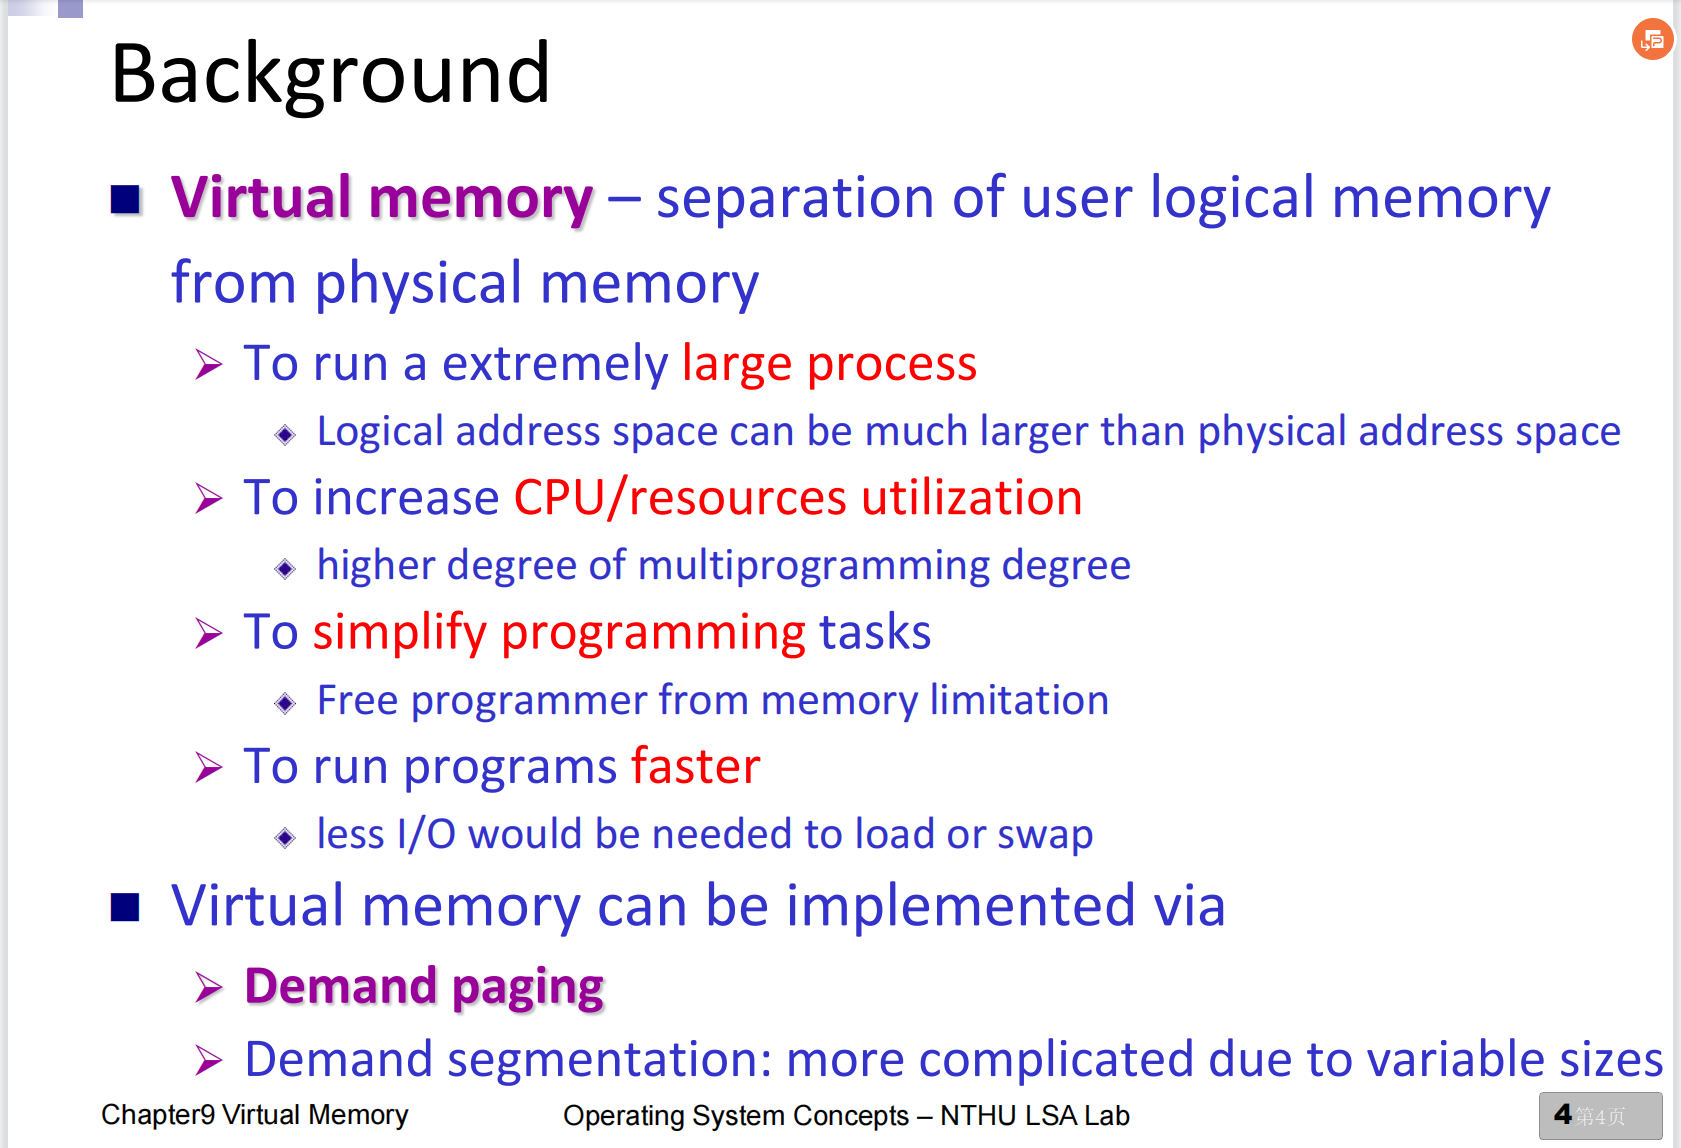 Background
Virtual memory – separation of user logical memory
from physical memory
To run a extremely large process
Logical address space can be much larger than physical address space
To increase CPU/resources utilization
higher degree of multiprogramming degree
To simplify programming tasks
Free programmer from memory limitation
To run programs faster
less I/O would be needed to load or swap
Virtual memory can be implemented via
Demand paging
Demand segmentation: more complicated due to variable sizes
Chapter9 Virtual Memory
Operating System Concepts – NTHU LSA Lab
4 第4页